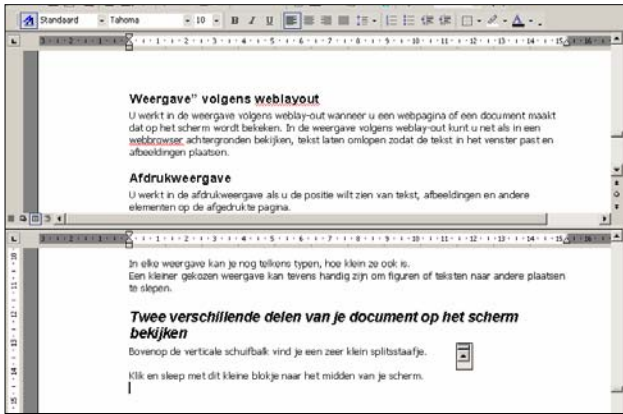 Standaard Tahoma 10 B I U
Weergave" volgens weblayout
U werkt in de weergave volgens weblay-out wanneer u een webpagina of een document maakt
dat op het scherm wordt bekeken. In de weergave volgens weblay-out kunt u net als in een
webbrowser achtergronden bekijken, tekst laten omlopen zodat de tekst in het venster past en
afbeeldingen plaatsen.
Afdrukweergave
U werkt in de afdrukweergave als u de positie wilt zien van tekst, afbeeldingen en andere
elementen op de afgedrukte pagina.
In elke weergave kan je nog telkens typen, hoe klein ze ook is.
Een kleiner gekozen weergave kan tevens handig zijn om figuren of teksten naar andere plaatsen
te slepen.
Twee verschillende delen van je document op het scherm
bekijken
Bovenop de verticale schuifbalk vind je een zeer klein splitsstaafje.
Klik en sleep met dit kleine blokje naar het midden van je scherm.